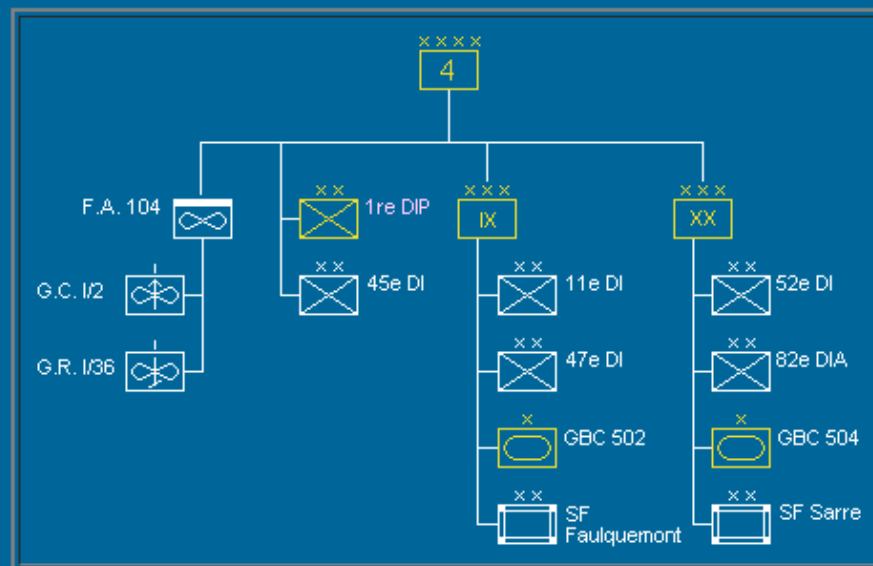 ××××
4
F.A. 104
×× 1re DIP
×××
IX
×××
XX
G.C. I/2
I
×× 45e DI
×× 11e DI
×× 52e DI
G.R. I/36
I
×× 47e DI
×× 82e DIA
× GBC 502
× GBC 504
×× SF
Faulquemont
×× SF Sarre